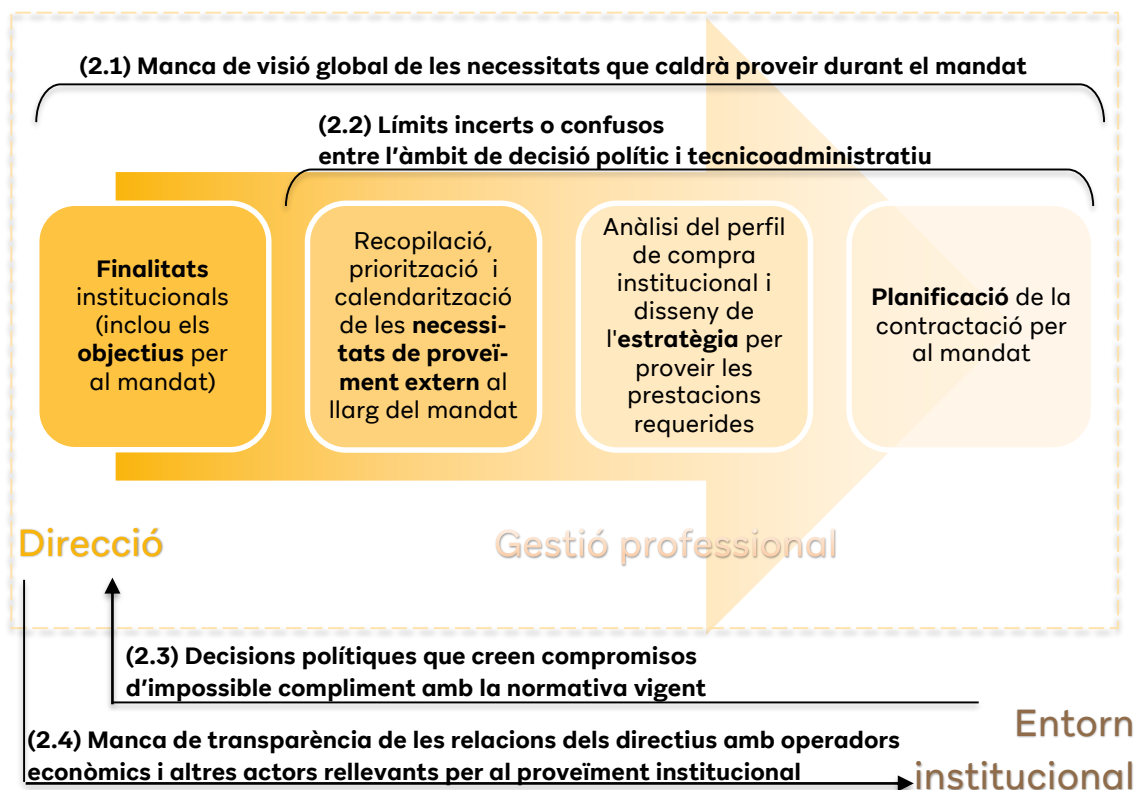 (2.1) Manca de visió global de les necessitats que caldrà proveir durant el mandat
(2.2) Límits incerts o confusos
entre l'àmbit de decisió polític i tecnicoadministratiu
Finalitats
institucionals
(inclou els
objectius per
al mandat)
Recopilació,
priorització i
calendarització
de les necessi-
tats de proveï-
ment extern al
llarg del mandat
Anàlisi del perfil
de compra
institucional i
disseny de
l'estratègia per
proveir les
prestacions
requerides
Planificació de la
contractació per
al mandat
Direcció
Gestió professional
(2.3) Decisions polítiques que creen compromisos
d'impossible compliment amb la normativa vigent
(2.4) Manca de transparència de les relacions dels directius amb operadors
econòmics i altres actors rellevants per al proveïment institucional
Entorn
institucional